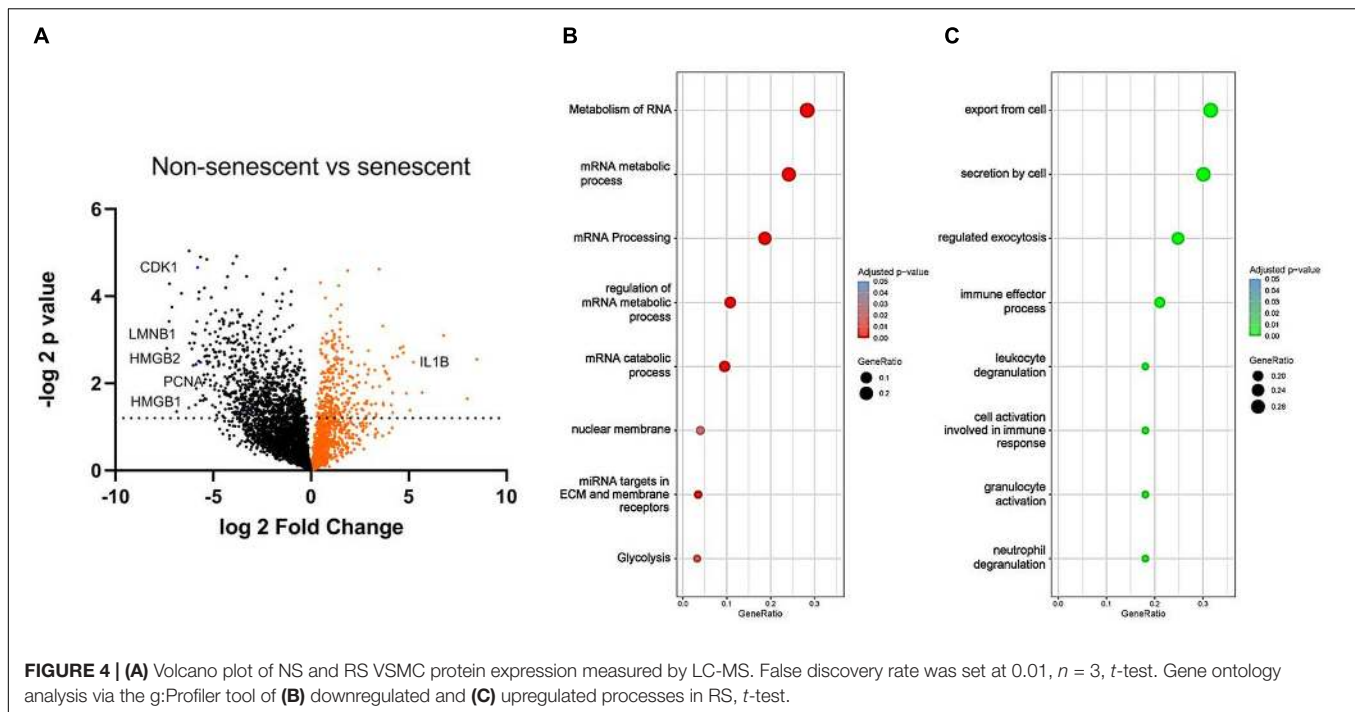 A
B
C
Non-senescent vs senescent
6
4
2
0
-log 2 p value
CDK1
LMNB1
HMGB2
PCNA
HMGB1
IL1B
-10
-5
0
5
10
log 2 Fold Change
Metabolism of RNA
mRNA metabolic
process
mRNA Processing
regulation of
mRNA metabolic
process
mRNA catabolic
process
nuclear membrane
miRNA targets in
ECM and membrane
receptors
Glycolysis
0.0
0.1
0.2
0.3
GeneRatio
Adjusted p-value
0.05
0.04
0.03
0.02
0.01
0.00
GeneRatio
0.1
0.2
export from cell
secretion by cell
regulated exocytosis
immune effector
process
leukocyte
degranulation
cell activation
involved in immune
response
granulocyte
activation
neutrophil
degranulation
0.0
0.1
0.2
0.3
GeneRatio
Adjusted p-value
0.05
0.04
0.03
0.02
0.01
0.00
GeneRatio
0.20
0.24
0.28
FIGURE 4 | (A) Volcano plot of NS and RS VSMC protein expression measured by LC-MS. False discovery rate was set at 0.01, n = 3, t-test. Gene ontology
analysis via the g:Profiler tool of (B) downregulated and (C) upregulated processes in RS, t-test.